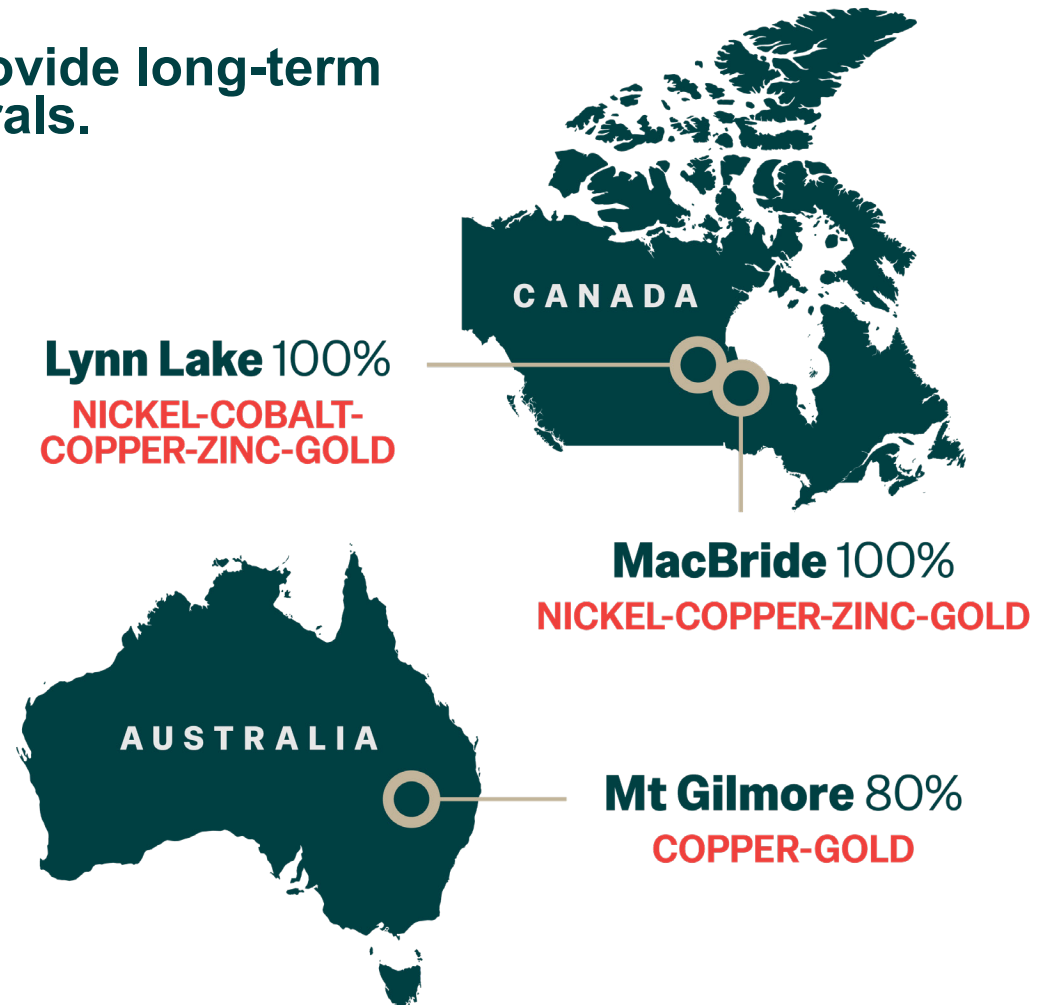 ovide long-term
rals.
CANADA
Lynn Lake 100%
NICKEL-COBALT-
COPPER-ZINC-GOLD
MacBride 100%
NICKEL-COPPER-ZINC-GOLD
AUSTRALIA
Mt Gilmore 80%
COPPER-GOLD